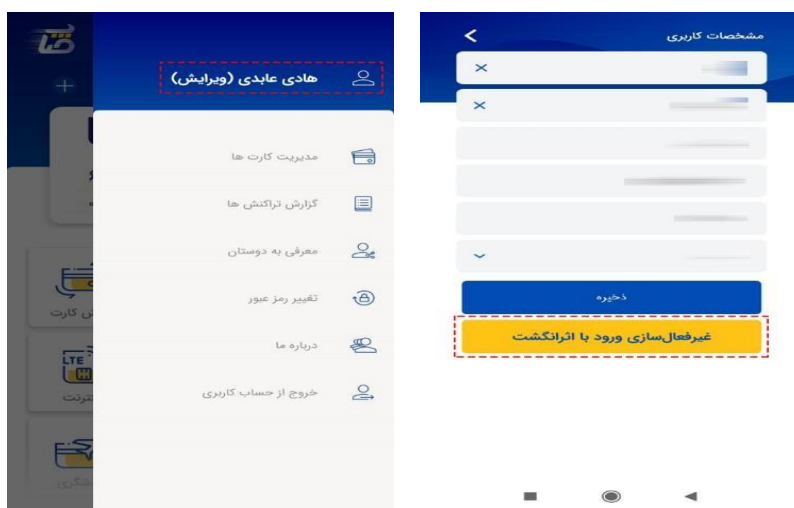 هادی عابدی (ویرایش)
مدیریت کارت ها
گزارش تراکنش ها
معرفی به دوستان
تغییر رمز عبور
درباره ما
خروج از حساب کاربری
کارت
LTE
مشخصات کاربری
ذخیره
غیرفعال‌سازی ورود با اثرانگشت